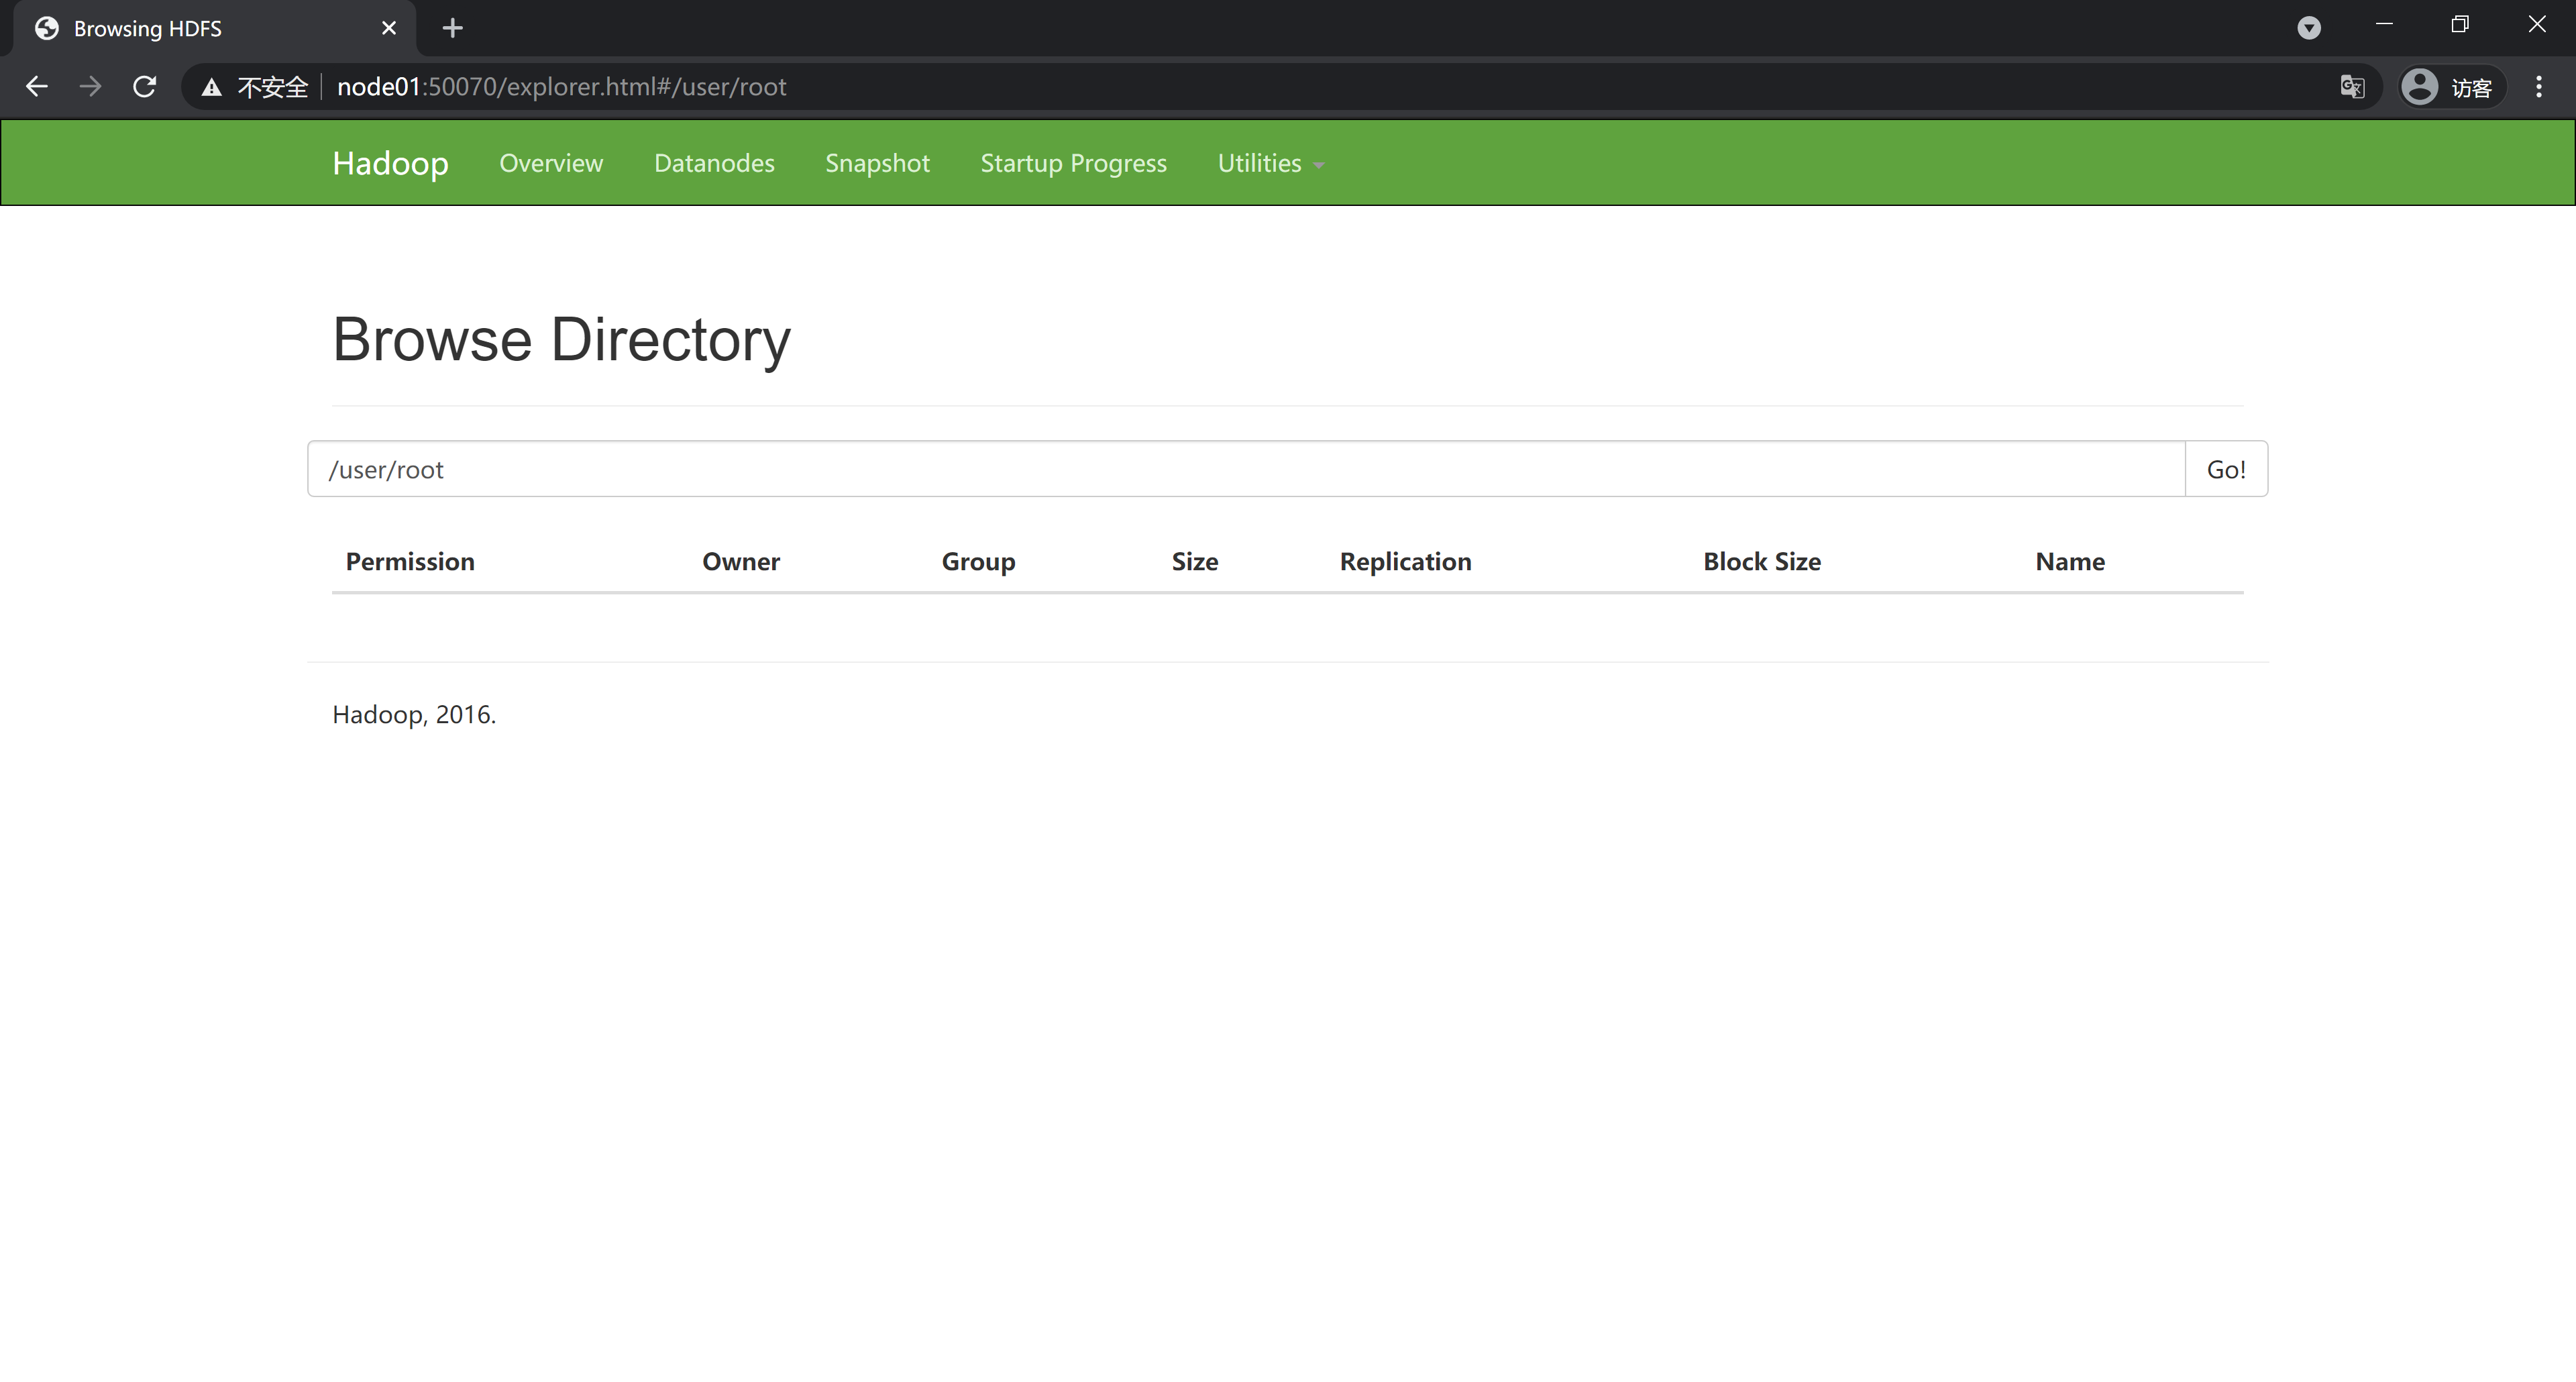 Browsing HDFS
不安全 node01:50070/explorer.html#/user/root 访客
Hadoop Overview Datanodes Snapshot Startup Progress Utilities
Browse Directory
/user/root Go!
Permission Owner Group Size Replication Block Size Name
Hadoop, 2016.